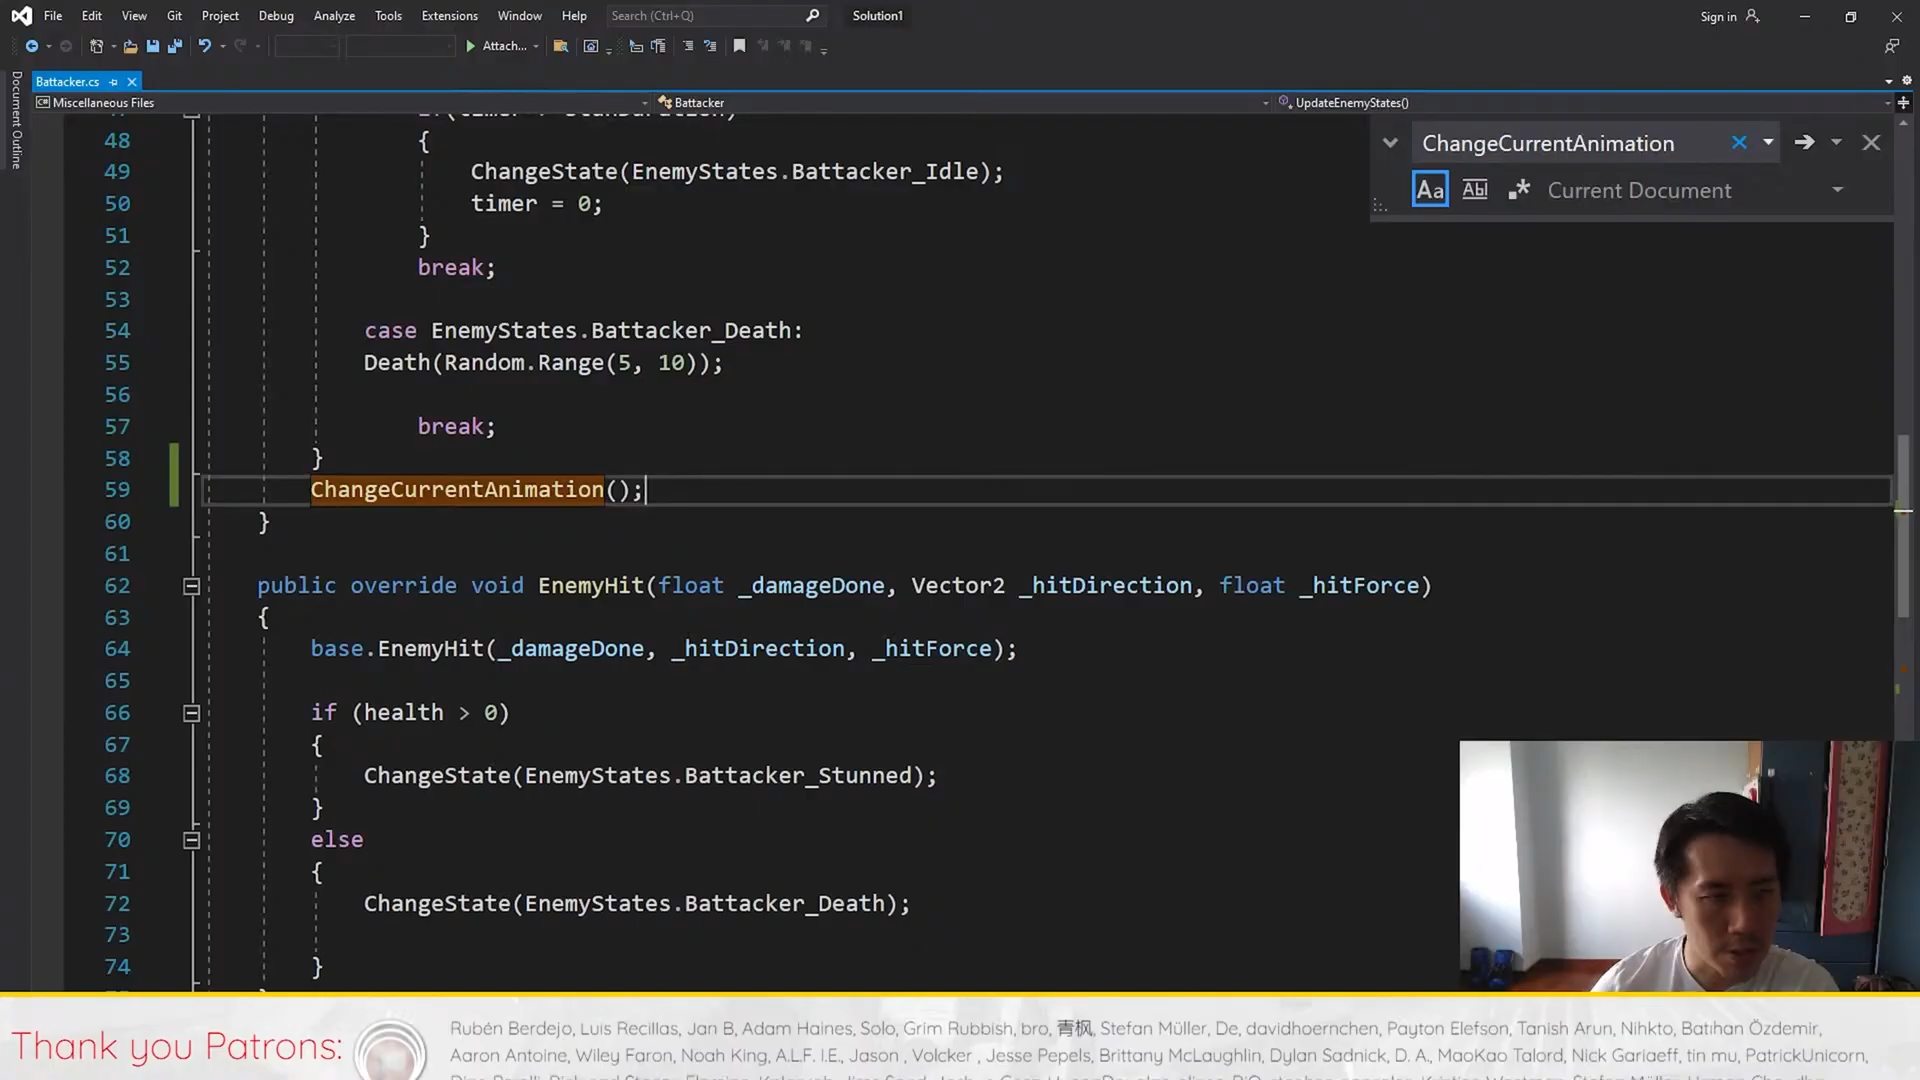 File Edit View Git Project Debug Analyze Tools Extensions Window Help Search (Ctrl+Q) Solution1 Sign in
Attach...
Document Outline
Battacker.cs
Miscellaneous Files Battacker UpdateEnemyStates()
ChangeCurrentAnimation
Aa Abl .* Current Document
48 {
49 ChangeState(EnemyStates.Battacker_Idle);
50 timer = 0;
51 }
52 break;
53
54 case EnemyStates.Battacker_Death:
55 Death(Random.Range(5, 10));
56
57 break;
58 }
59 ChangeCurrentAnimation();
60 }
61
62 public override void EnemyHit(float _damageDone, Vector2 _hitDirection, float _hitForce)
63 {
64 base.EnemyHit(_damageDone, _hitDirection, _hitForce);
65
66 if (health > 0)
67 {
68 ChangeState(EnemyStates.Battacker_Stunned);
69 }
70 else
71 {
72 ChangeState(EnemyStates.Battacker_Death);
73
74 }
Thank you Patrons:
Rubén Berdejo, Luis Recillas, Jan B, Adam Haines, Solo, Grim Rubbish, bro, 青枫, Stefan Müller, De, davidhoernchen, Payton Elefson, Tanish Arun, Nihkto, Batıhan Özdemir,
Aaron Antoine, Wiley Faron, Noah King, A.L.F. I.E., Jason , Volcker , Jesse Pepels, Brittany McLaughlin, Dylan Sadnick, D. A., MaoKao Talord, Nick Gariaeff, tin mu, PatrickUnicorn,